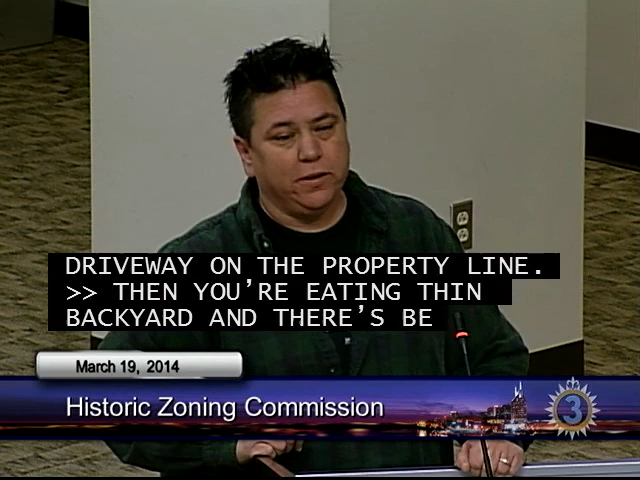 DRIVEWAY ON THE PROPERTY LINE.
>> THEN YOU'RE EATING THIN
BACKYARD AND THERE'S BE
March 19, 2014
Historic Zoning Commission
3